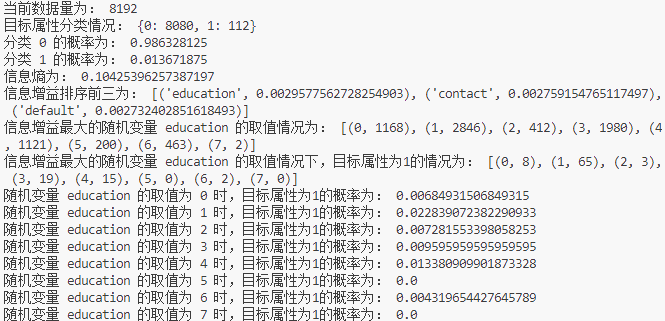 当前数据量为: 8192
目标属性分类情况: {0: 8080, 1: 112}
分类 0 的概率为: 0.986328125
分类 1 的概率为: 0.013671875
信息熵为: 0.10425396257387197
信息增益排序前三为: [('education', 0.0029577562728254903), ('contact', 0.002759154765117497),
('default', 0.002732402851618493)]
信息增益最大的随机变量 education 的取值情况为: [(0, 1168), (1, 2846), (2, 412), (3, 1980), (4
, 1121), (5, 200), (6, 463), (7, 2)]
信息增益最大的随机变量 education 的取值情况下，目标属性为1的情况为: [(0, 8), (1, 65), (2, 3),
(3, 19), (4, 15), (5, 0), (6, 2), (7, 0)]
随机变量 education 的取值为 0 时，目标属性为1的概率为: 0.00684931506849315
随机变量 education 的取值为 1 时，目标属性为1的概率为: 0.022839072382290933
随机变量 education 的取值为 2 时，目标属性为1的概率为: 0.007281553398058253
随机变量 education 的取值为 3 时，目标属性为1的概率为: 0.009595959595959595
随机变量 education 的取值为 4 时，目标属性为1的概率为: 0.013380909901873328
随机变量 education 的取值为 5 时，目标属性为1的概率为: 0.0
随机变量 education 的取值为 6 时，目标属性为1的概率为: 0.004319654427645789
随机变量 education 的取值为 7 时，目标属性为1的概率为: 0.0